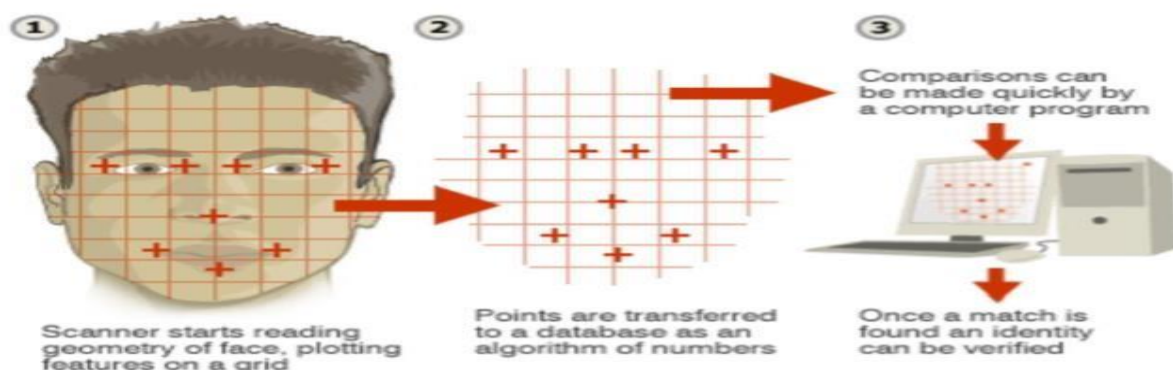 1
2
3
Comparisons can
be made quickly by
a computer program
Scanner starts reading
geometry of face, plotting
features on a grid
Points are transferred
to a database as an
algorithm of numbers
Once a match is
found an identity
can be verified